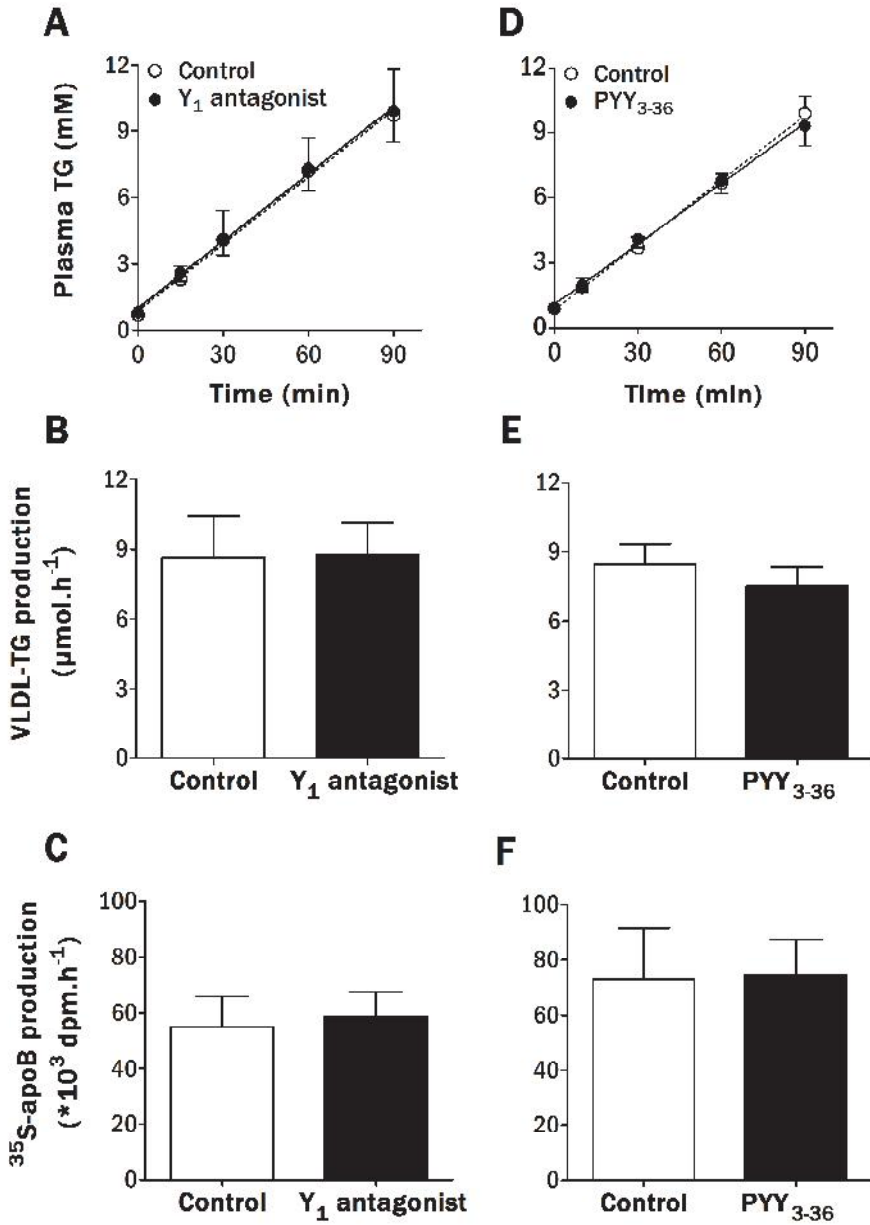 A
Plasma TG (mM)
12
9
6
3
0
○ Control
● Y₁ antagonist
0 30 60 90
Time (min)
D
12
9
6
3
0
○ Control
● PYY₃₋₃₆
0 30 60 90
TIme (mIn)
B
VLDL-TG production
(µmol.h⁻¹)
12
9
6
3
0
Control Y₁ antagonist
E
12
9
6
3
0
Control PYY₃₋₃₆
C
³⁵S-apoB production
(*10³ dpm.h⁻¹)
100
80
60
40
20
0
Control Y₁ antagonist
F
100
80
60
40
20
0
Control PYY₃₋₃₆